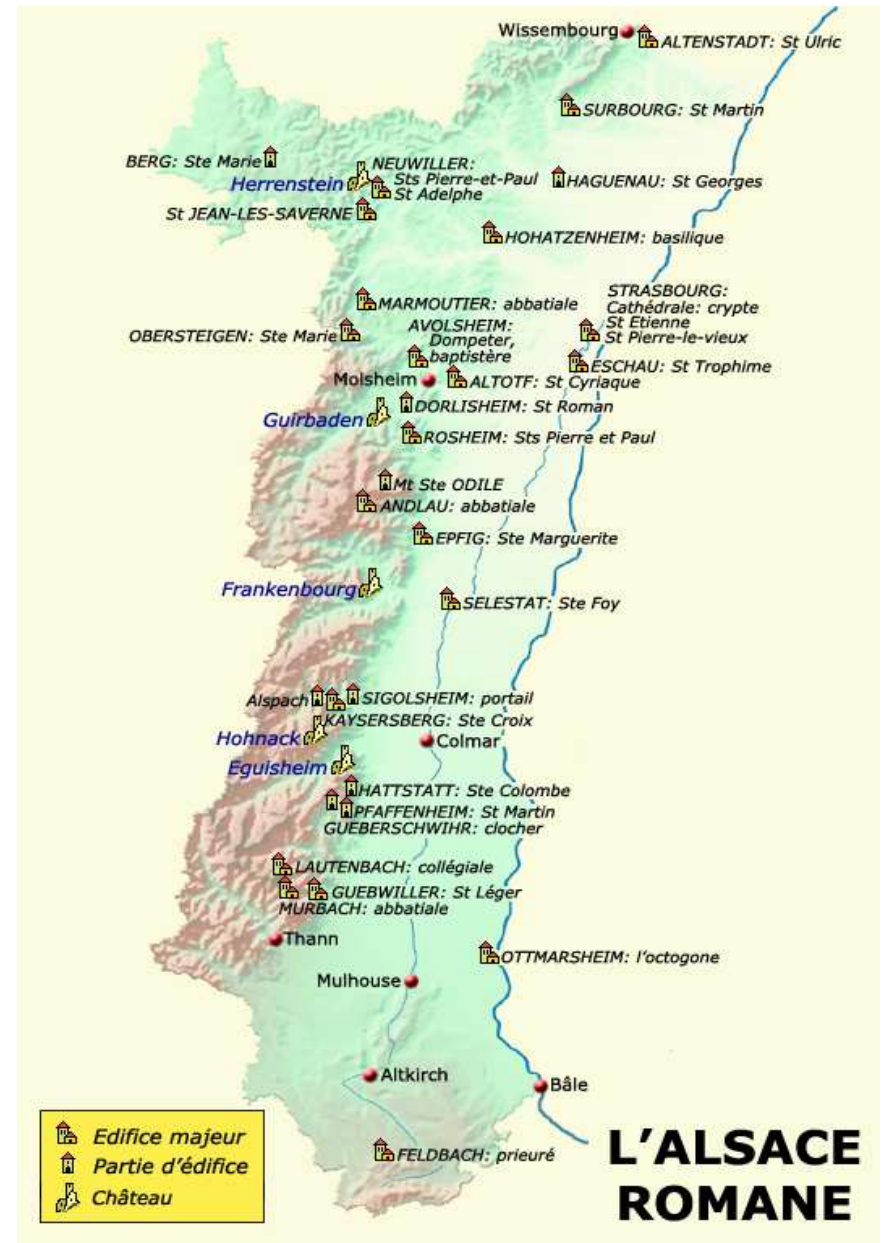 Wissembourg
ALTENSTADT: St Ulric
SURBOURG: St Martin
BERG: Ste Marie
NEUWILLER:
Sts Pierre-et-Paul
St Adelphe
Herrenstein
HAGUENAU: St Georges
St JEAN-LES-SAVERNE
HOHATZENHEIM: basilique
MARMOUTIER: abbatiale
STRASBOURG:
Cathédrale: crypte
St Etienne
St Pierre-le-vieux
OBERSTEIGEN: Ste Marie
AVOLSHEIM:
Dompeter,
baptistère
ESCHAU: St Trophime
Molsheim
ALTOTF: St Cyriaque
DORLISHEIM: St Roman
Guirbaden
ROSHEIM: Sts Pierre et Paul
Mt Ste ODILE
ANDLAU: abbatiale
EPFIG: Ste Marguerite
Frankenbourg
SELESTAT: Ste Foy
Alspach
SIGOLSHEIM: portail
KAYSERSBERG: Ste Croix
Hohnack
Colmar
Eguisheim
HATTSTATT: Ste Colombe
PFAFFENHEIM: St Martin
GUEBERSCHWIHR: clocher
LAUTENBACH: collégiale
GUEBWILLER: St Léger
MURBACH: abbatiale
Thann
OTTMARSHEIM: l'octogone
Mulhouse
Altkirch
Bâle
FELDBACH: prieuré
Edifice majeur
Partie d'édifice
Château
L'ALSACE
ROMANE